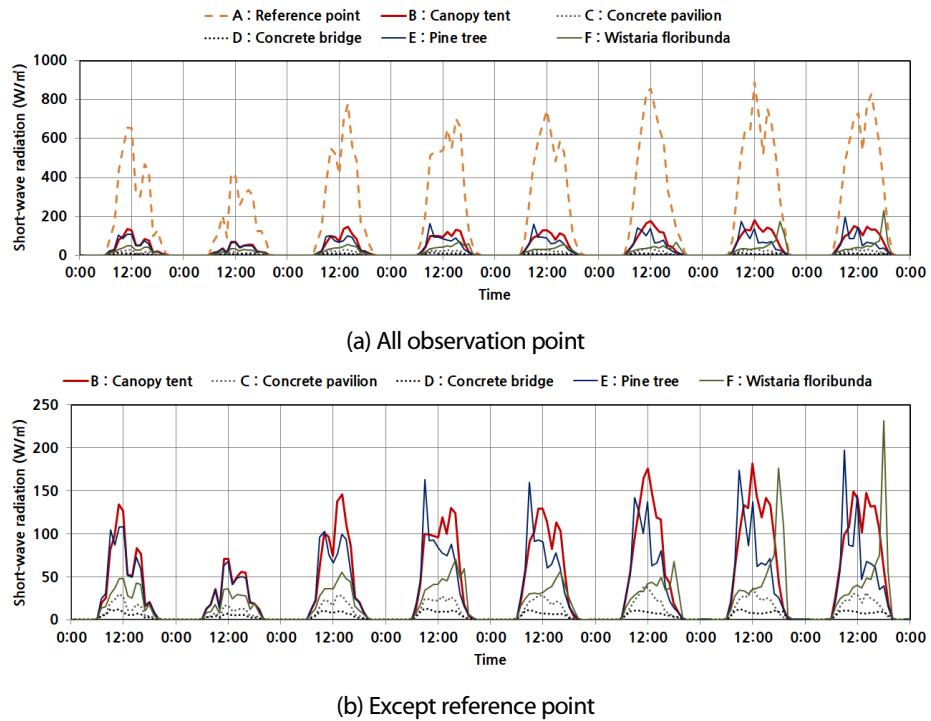 A : Reference point B : Canopy tent C : Concrete pavilion
D : Concrete bridge E : Pine tree F : Wistaria floribunda
Short-wave radiation (W/㎡)
1000
800
600
400
200
0
0:00 12:00 0:00 12:00 0:00 12:00 0:00 12:00 0:00 12:00 0:00 12:00 0:00 12:00 0:00 12:00 0:00
Time
(a) All observation point
B : Canopy tent C : Concrete pavilion D : Concrete bridge E : Pine tree F : Wistaria floribunda
Short-wave radiation (W/㎡)
250
200
150
100
50
0
0:00 12:00 0:00 12:00 0:00 12:00 0:00 12:00 0:00 12:00 0:00 12:00 0:00 12:00 0:00 12:00 0:00
Time
(b) Except reference point